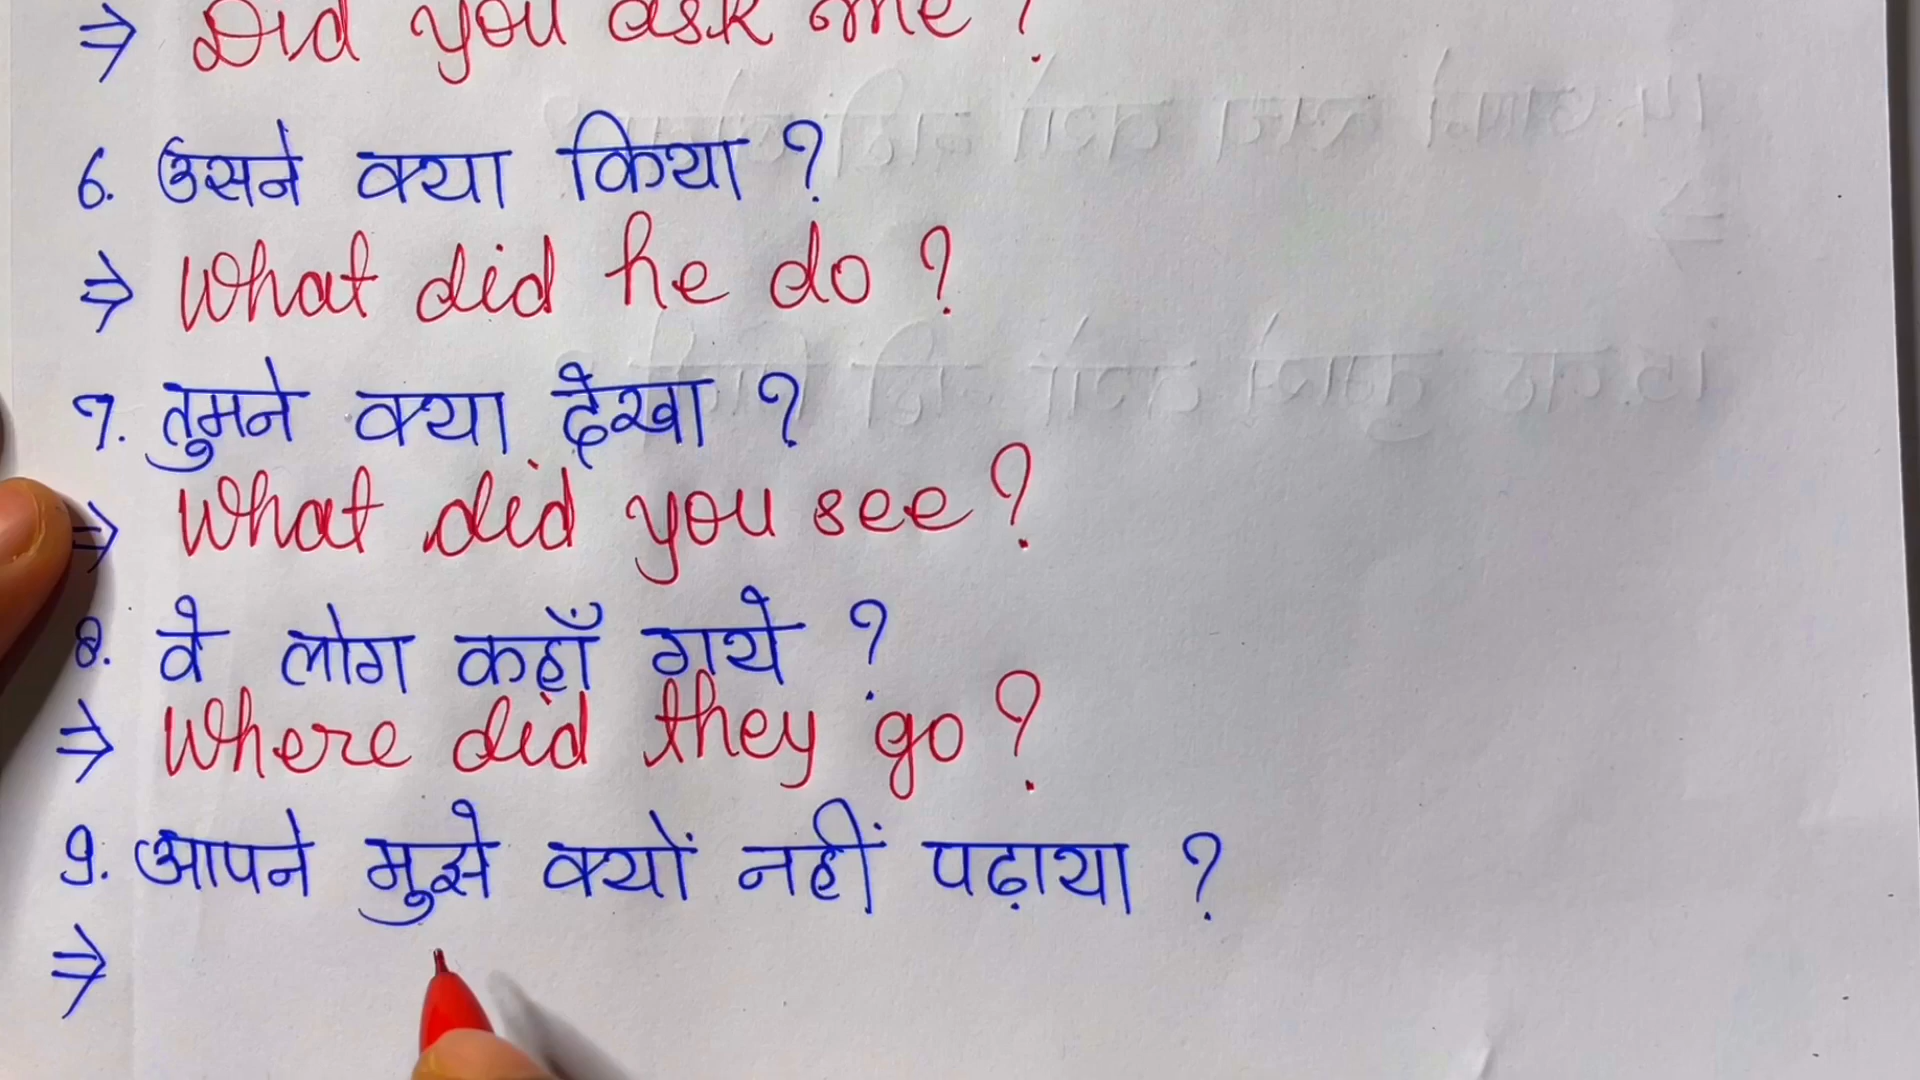 ⇒ Did you ask me ?
6. उसने क्या किया ?
⇒ What did he do ?
7. तुमने क्या देखा ?
⇒ What did you see ?
8. वे लोग कहाँ गये ?
⇒ Where did they go ?
9. आपने मुझे क्यों नहीं पढ़ाया ?
⇒